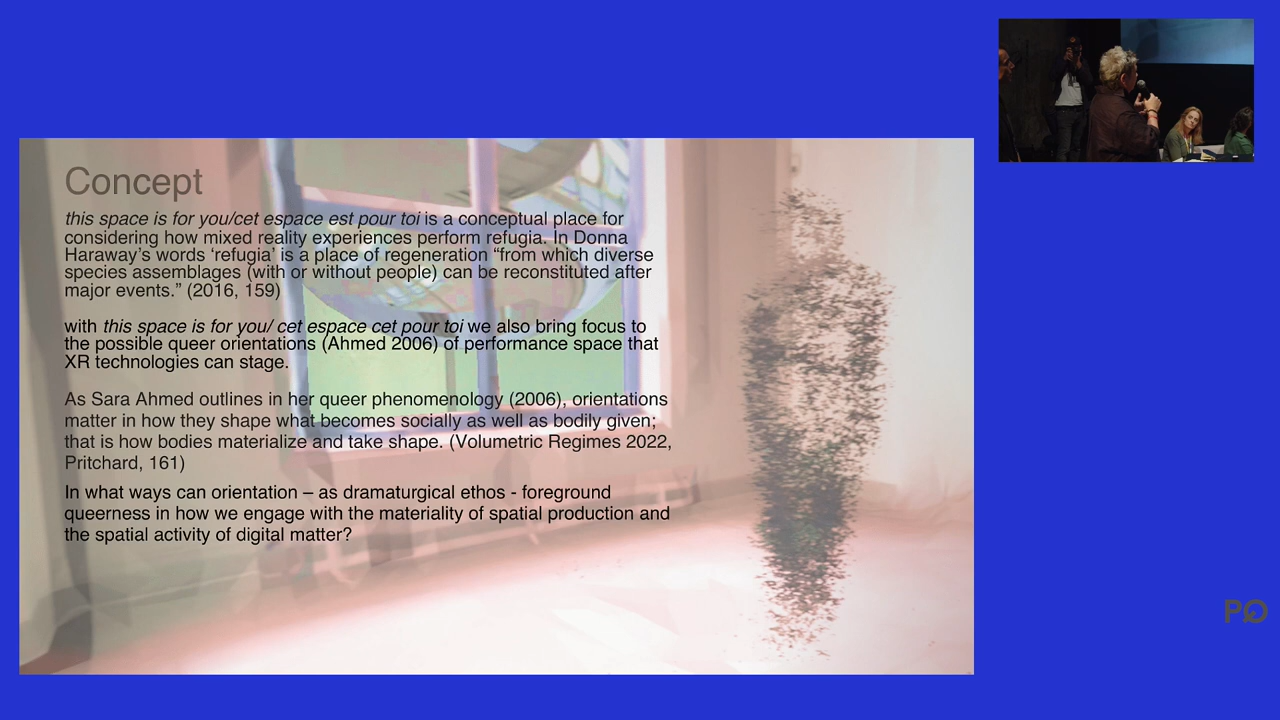 Concept
this space is for you/cet espace est pour toi is a conceptual place for
considering how mixed reality experiences perform refugia. In Donna
Haraway's words ‘refugia’ is a place of regeneration “from which diverse
species assemblages (with or without people) can be reconstituted after
major events.” (2016, 159)
with this space is for you/ cet espace cet pour toi we also bring focus to
the possible queer orientations (Ahmed 2006) of performance space that
XR technologies can stage.
As Sara Ahmed outlines in her queer phenomenology (2006), orientations
matter in how they shape what becomes socially as well as bodily given;
that is how bodies materialize and take shape. (Volumetric Regimes 2022,
Pritchard, 161)
In what ways can orientation – as dramaturgical ethos - foreground
queerness in how we engage with the materiality of spatial production and
the spatial activity of digital matter?
PQ